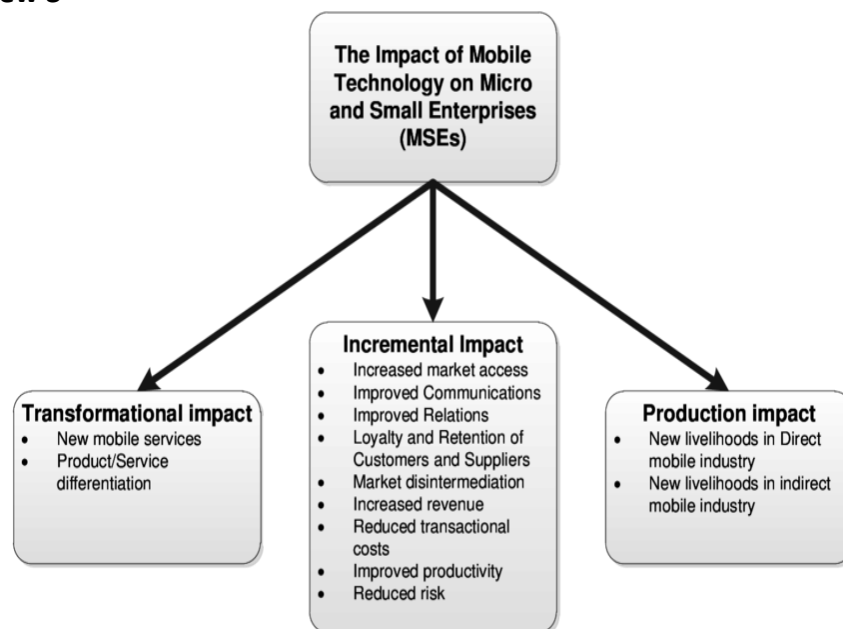 The Impact of Mobile
Technology on Micro
and Small Enterprises
(MSEs)
Transformational impact
• New mobile services
• Product/Service
differentiation
Incremental Impact
• Increased market access
• Improved Communications
• Improved Relations
• Loyalty and Retention of
Customers and Suppliers
• Market disintermediation
• Increased revenue
• Reduced transactional
costs
• Improved productivity
• Reduced risk
Production impact
• New livelihoods in Direct
mobile industry
• New livelihoods in indirect
mobile industry